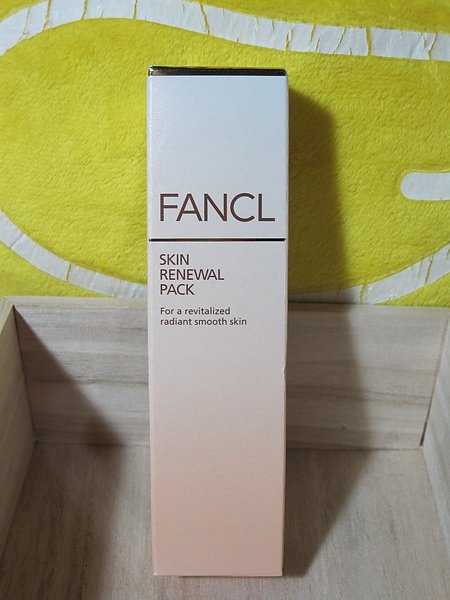 FANCL
SKIN
RENEWAL
PACK
For a revitalized
radiant smooth skin